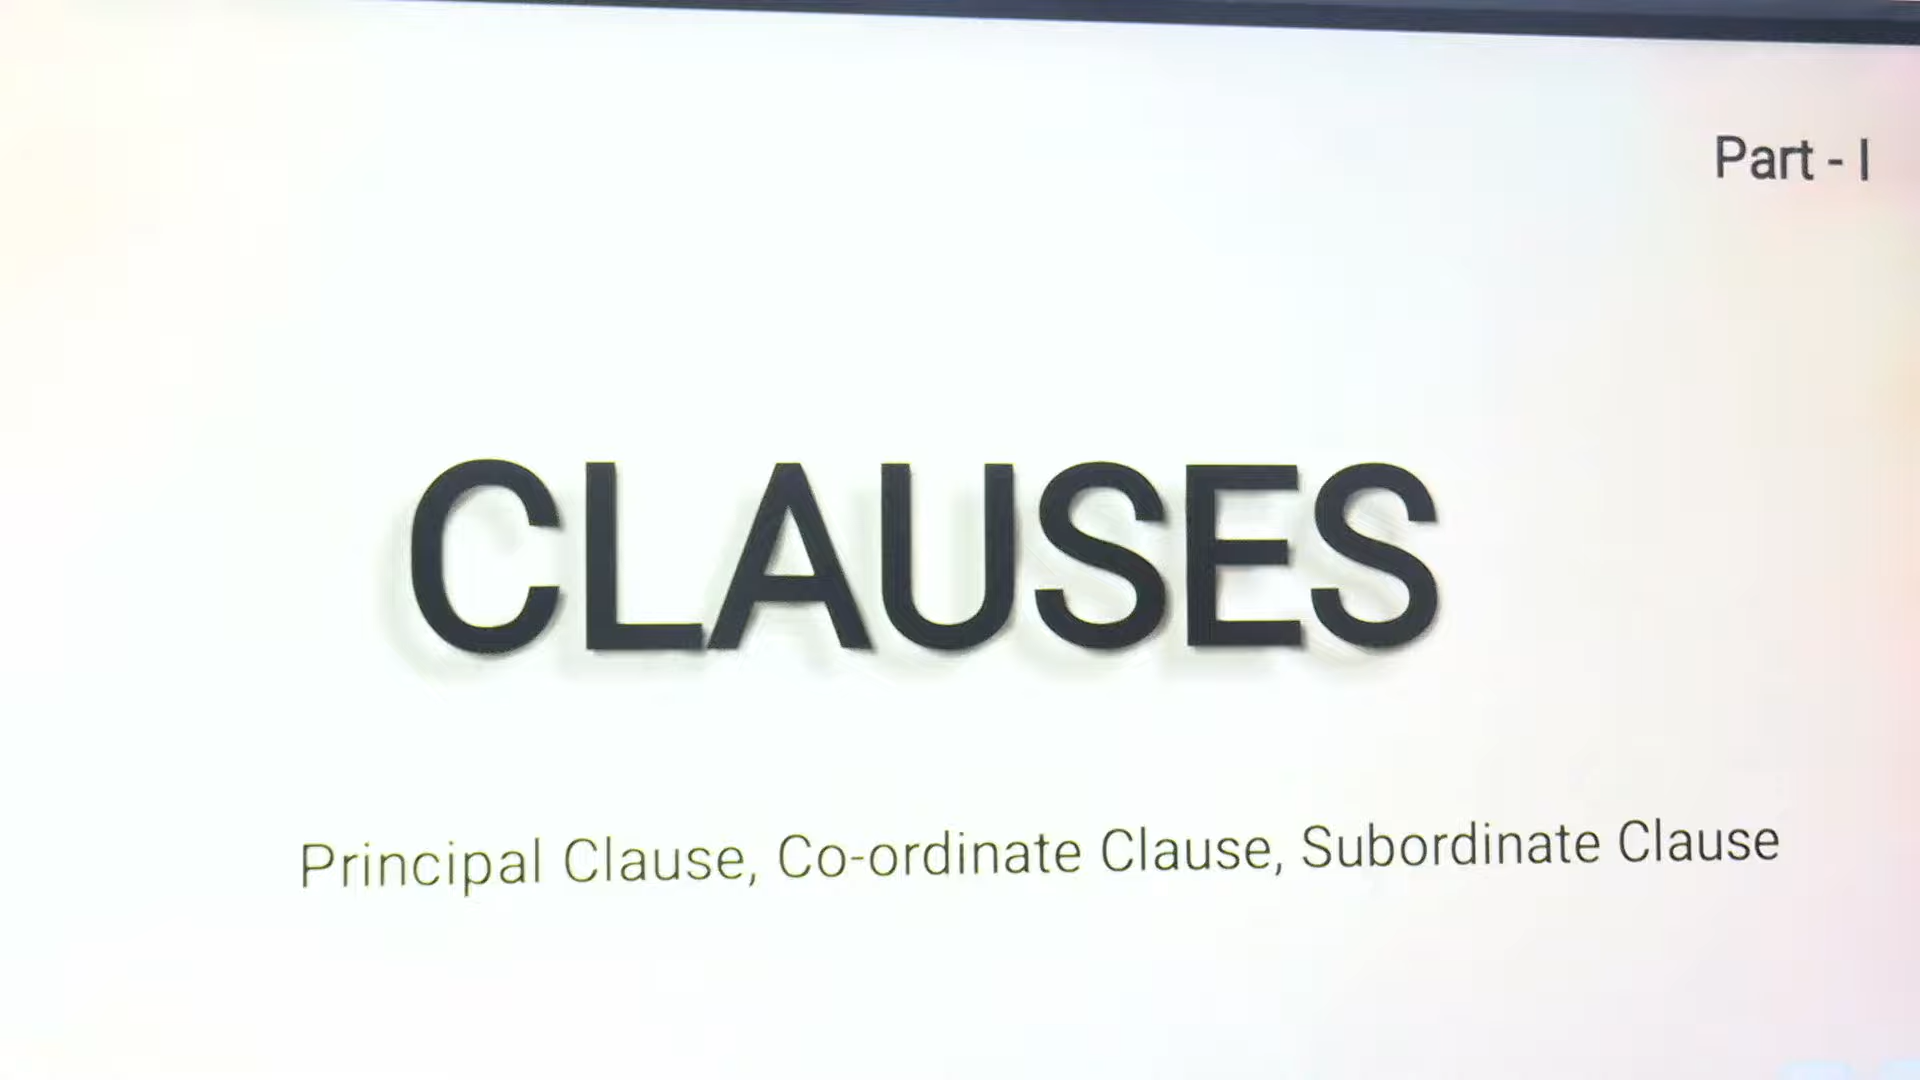 Part - I
CLAUSES
Principal Clause, Co-ordinate Clause, Subordinate Clause